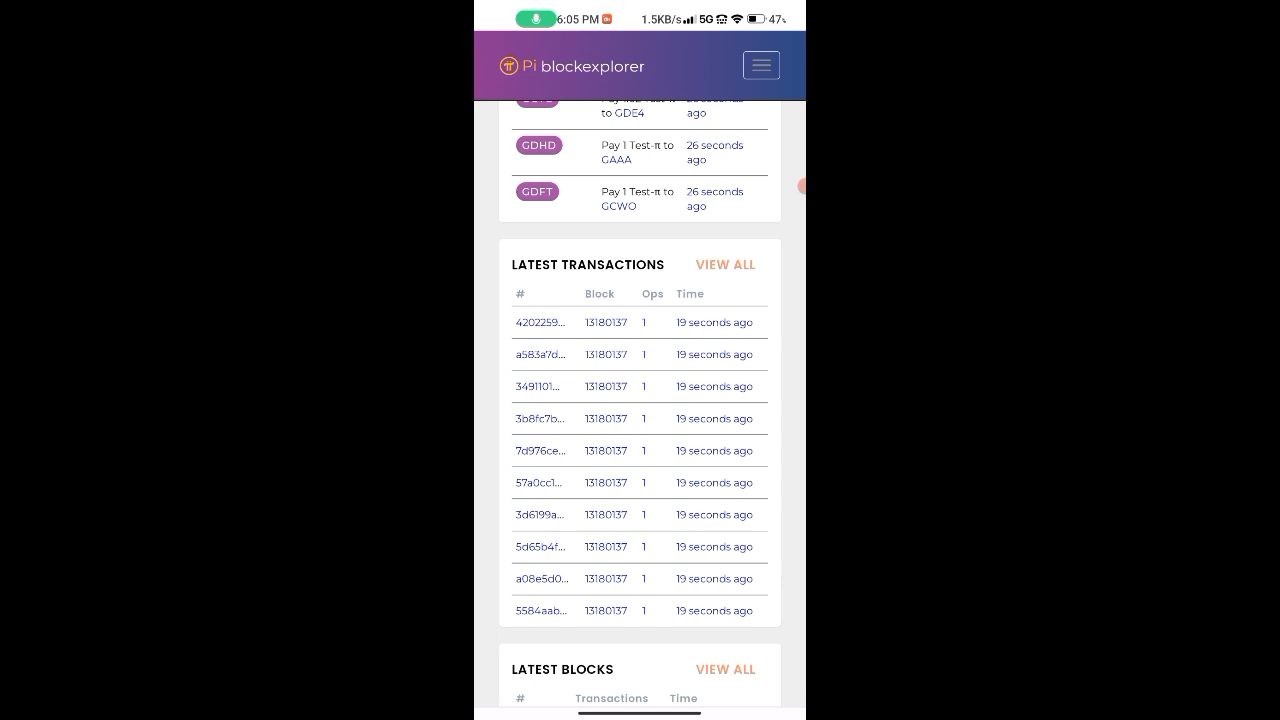 6:05 PM 1.5KB/s 5G 47%
Pi blockexplorer
to GDE4 ago
GDHD Pay 1 Test-π to 26 seconds
GAAA ago
GDFT Pay 1 Test-π to 26 seconds
GCWO ago
LATEST TRANSACTIONS VIEW ALL
# Block Ops Time
4202259... 13180137 1 19 seconds ago
a583a7d... 13180137 1 19 seconds ago
3491101... 13180137 1 19 seconds ago
3b8fc7b... 13180137 1 19 seconds ago
7d976ce... 13180137 1 19 seconds ago
57a0cc1... 13180137 1 19 seconds ago
3d6199a... 13180137 1 19 seconds ago
5d65b4f... 13180137 1 19 seconds ago
a08e5d0... 13180137 1 19 seconds ago
5584aab... 13180137 1 19 seconds ago
LATEST BLOCKS VIEW ALL
# Transactions Time